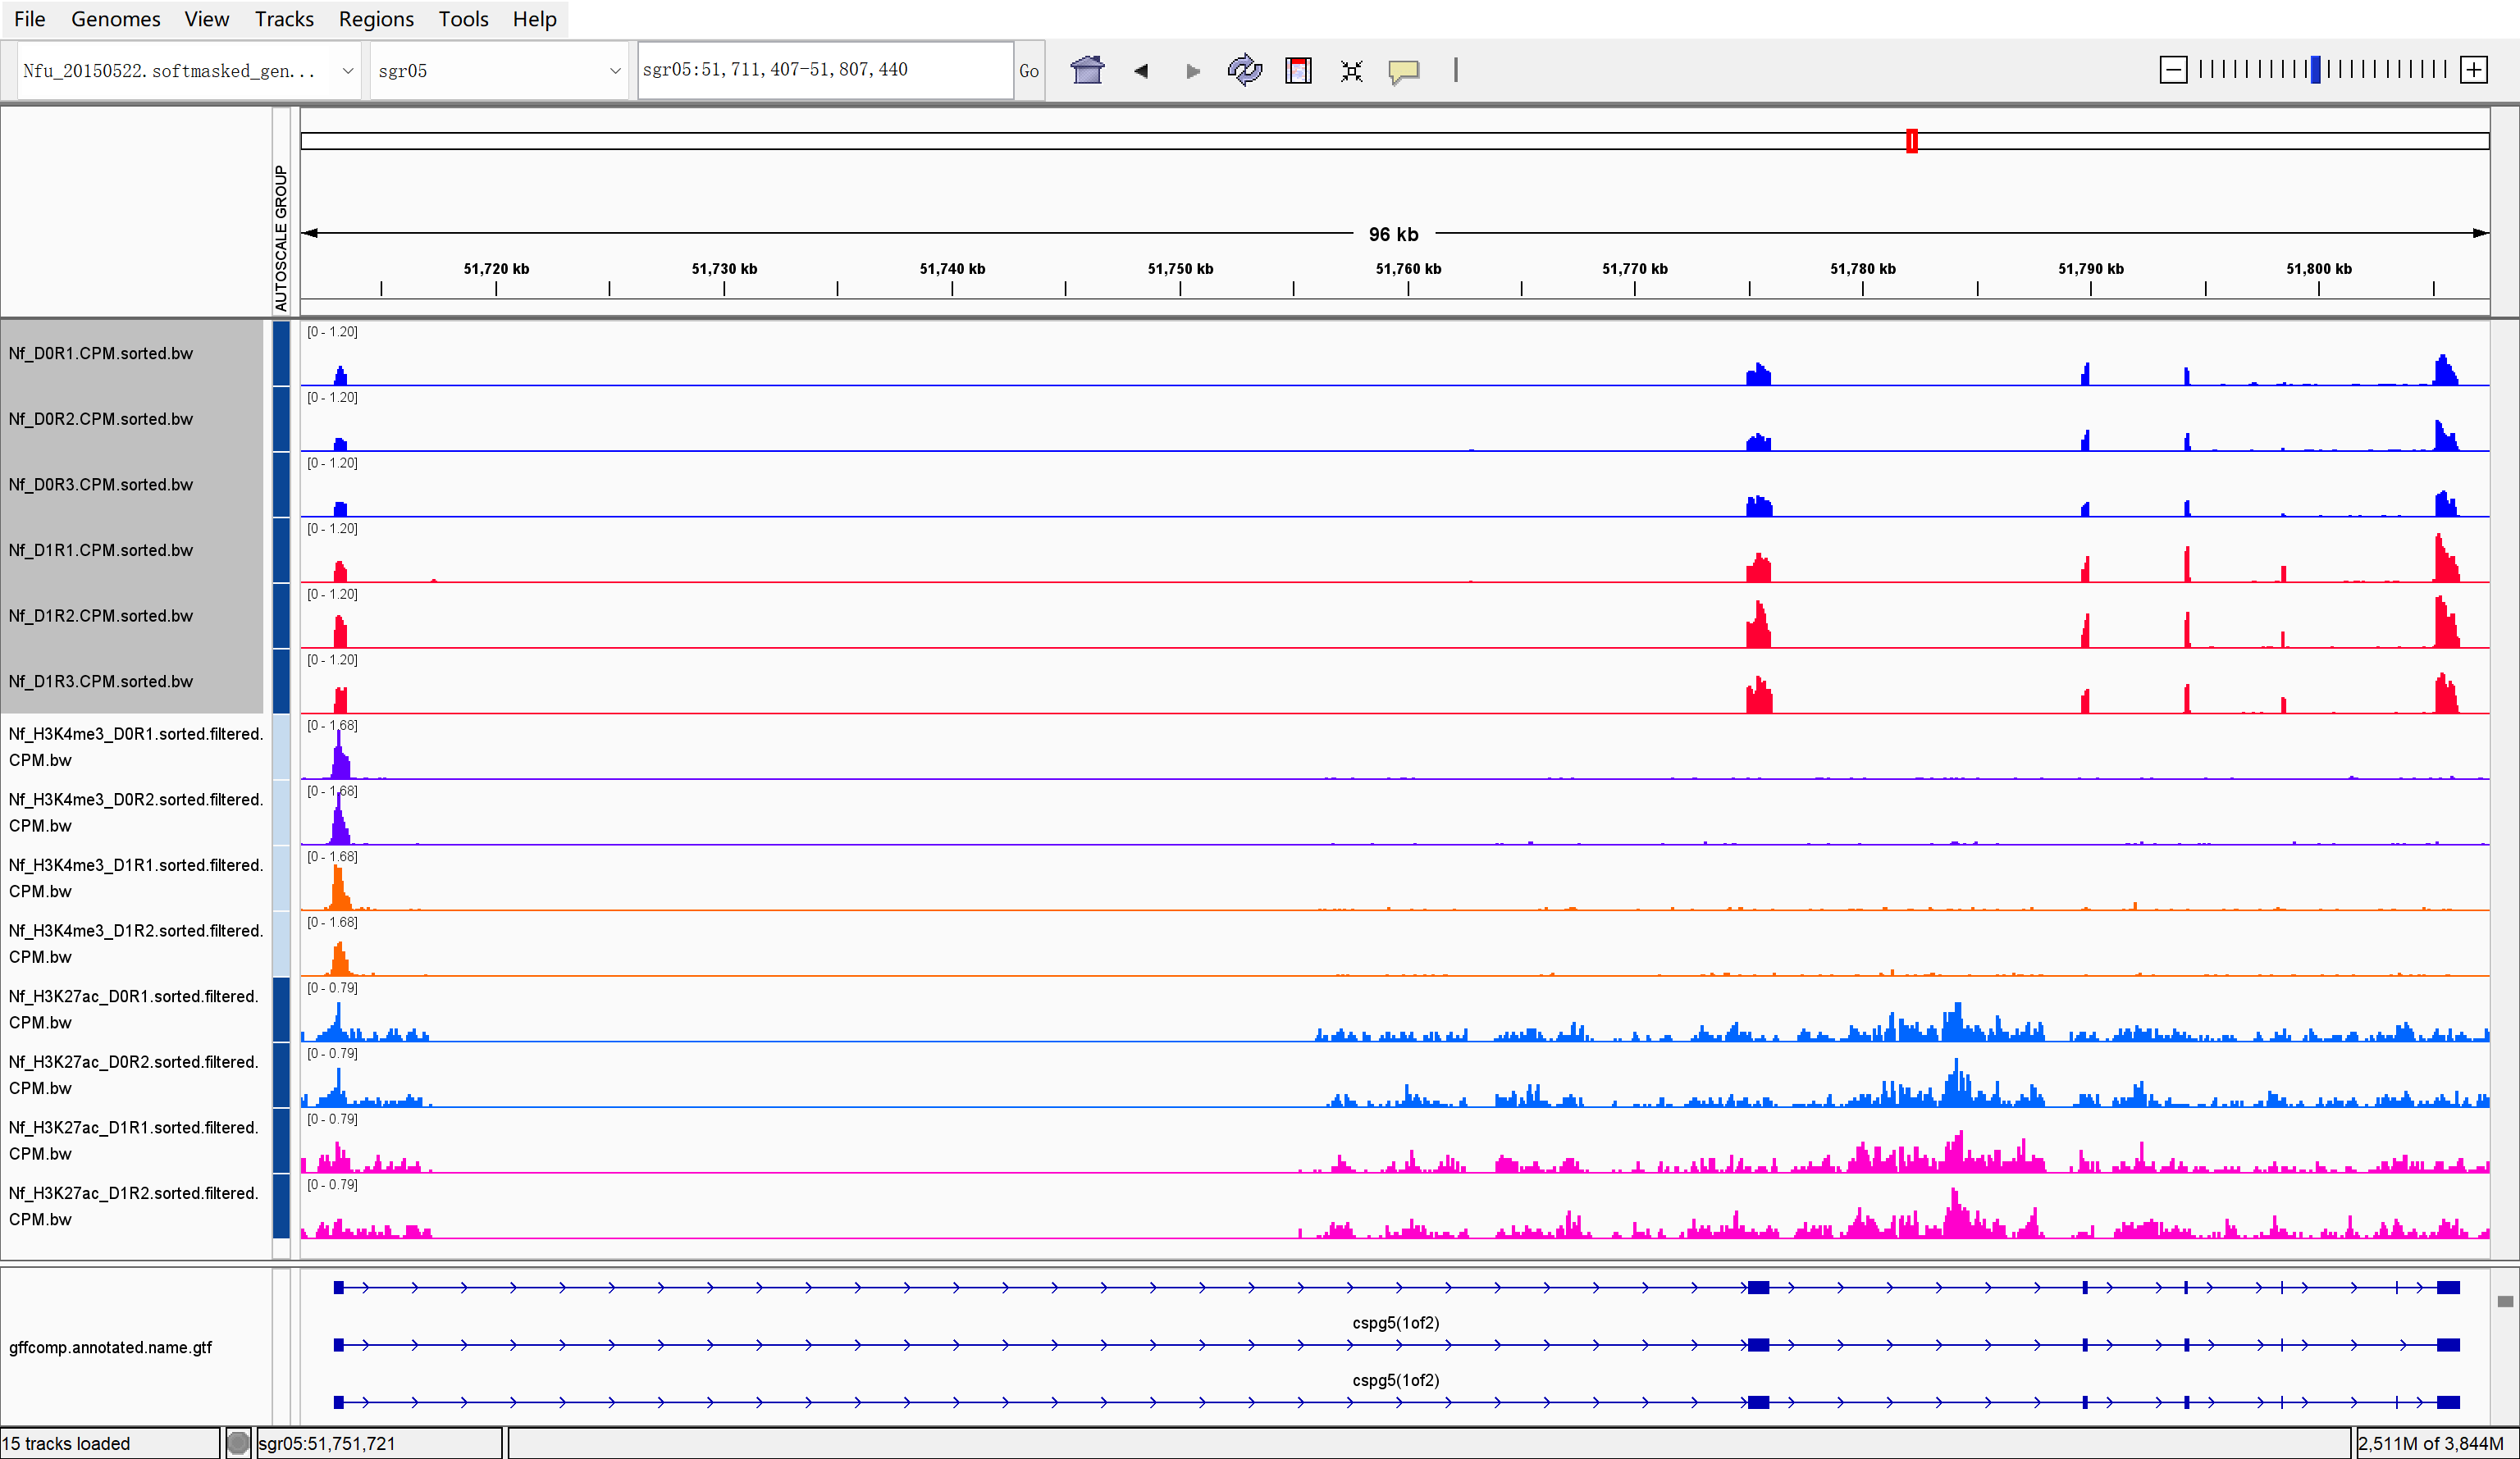 File Genomes View Tracks Regions Tools Help
Nfu_20150522.softmasked_gen... sgr05 sgr05:51,711,407-51,807,440 Go
AUTOSCALE GROUP
96 kb
51,720 kb 51,730 kb 51,740 kb 51,750 kb 51,760 kb 51,770 kb 51,780 kb 51,790 kb 51,800 kb
[0 - 1.20]
Nf_D0R1.CPM.sorted.bw
[0 - 1.20]
Nf_D0R2.CPM.sorted.bw
[0 - 1.20]
Nf_D0R3.CPM.sorted.bw
[0 - 1.20]
Nf_D1R1.CPM.sorted.bw
[0 - 1.20]
Nf_D1R2.CPM.sorted.bw
[0 - 1.20]
Nf_D1R3.CPM.sorted.bw
[0 - 1.68]
Nf_H3K4me3_D0R1.sorted.filtered.
CPM.bw
[0 - 1.68]
Nf_H3K4me3_D0R2.sorted.filtered.
CPM.bw
[0 - 1.68]
Nf_H3K4me3_D1R1.sorted.filtered.
CPM.bw
[0 - 1.68]
Nf_H3K4me3_D1R2.sorted.filtered.
CPM.bw
[0 - 0.79]
Nf_H3K27ac_D0R1.sorted.filtered.
CPM.bw
[0 - 0.79]
Nf_H3K27ac_D0R2.sorted.filtered.
CPM.bw
[0 - 0.79]
Nf_H3K27ac_D1R1.sorted.filtered.
CPM.bw
[0 - 0.79]
Nf_H3K27ac_D1R2.sorted.filtered.
CPM.bw
cspg5(1of2)
gffcomp.annotated.name.gtf
cspg5(1of2)
15 tracks loaded sgr05:51,751,721 2,511M of 3,844M